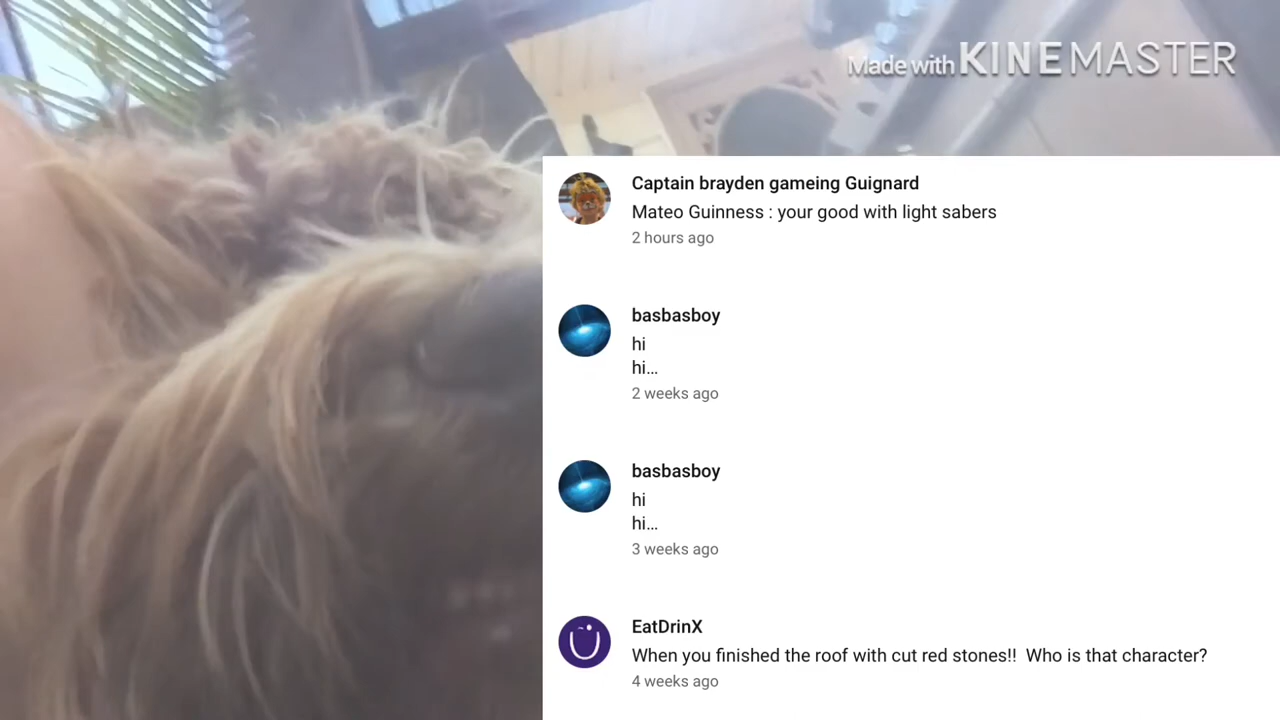 Made with KINEMASTER
Captain brayden gameing Guignard
Mateo Guinness : your good with light sabers
2 hours ago
basbasboy
hi
hi...
2 weeks ago
basbasboy
hi
hi...
3 weeks ago
EatDrinX
When you finished the roof with cut red stones!!  Who is that character?
4 weeks ago